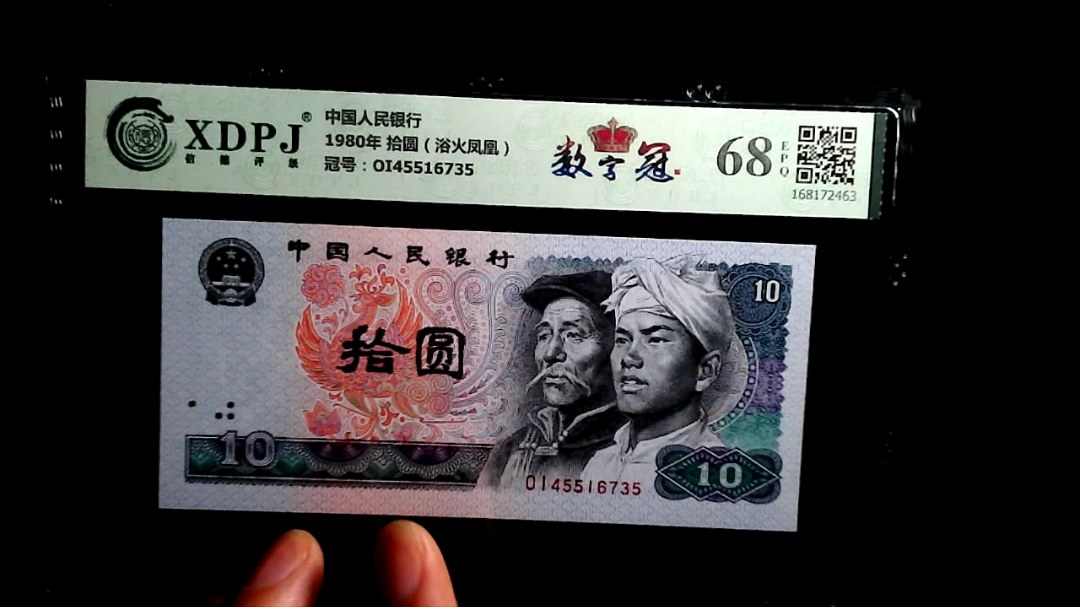 XDPJ®
信德评级
中国人民银行
1980年 拾圆（浴火凤凰）
冠号：OI45516735
数字冠
68
EPQ
168172463
中国人民银行
10
拾圆
10
OI45516735
10